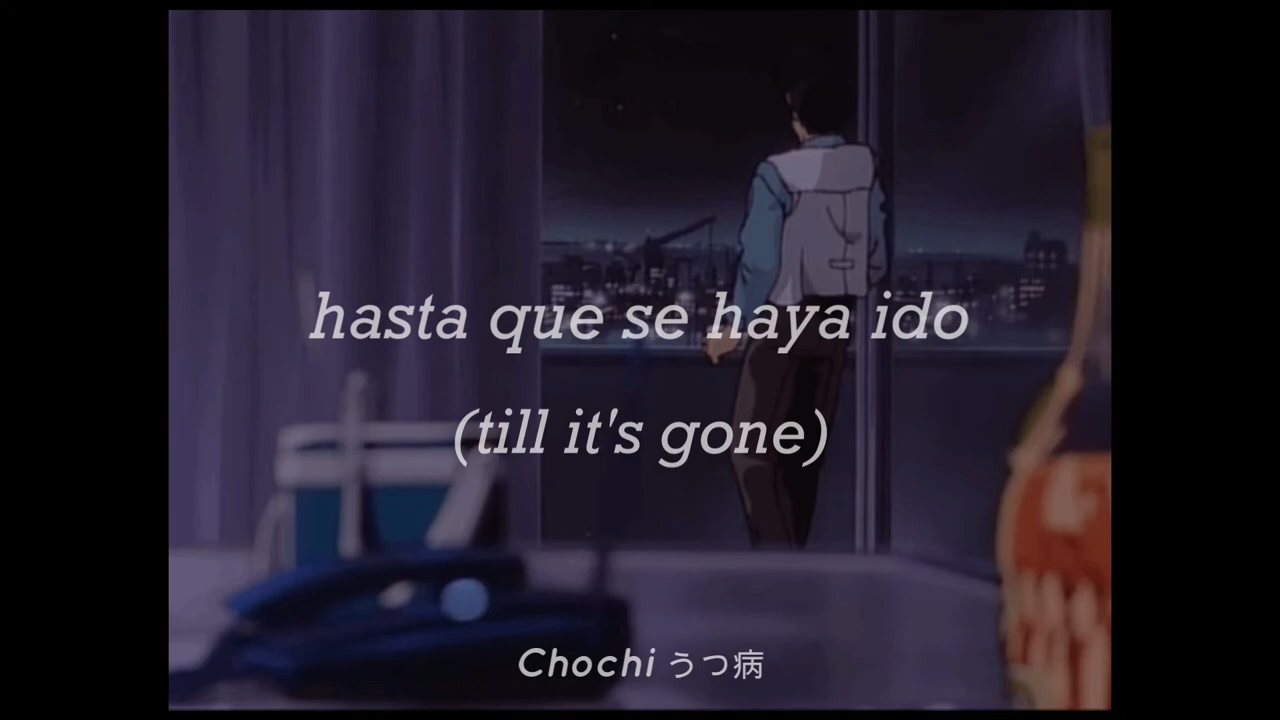 hasta que se haya ido
(till it's gone)
Chochi うつ病